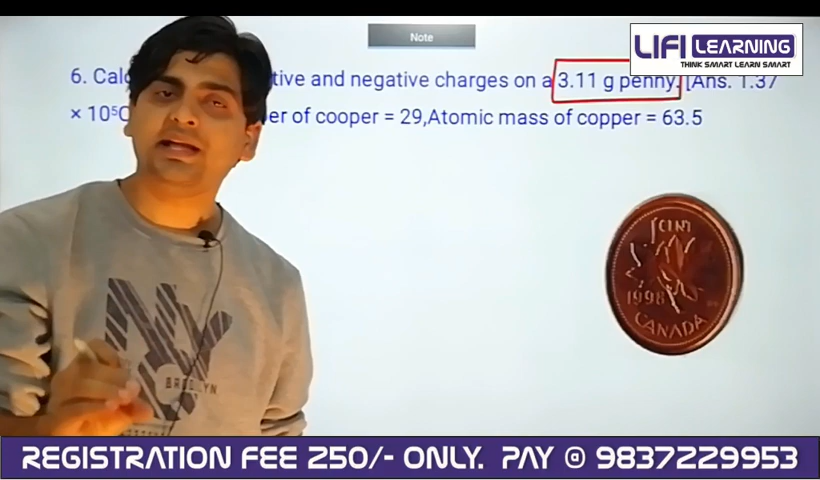 Note
LIFI LEARNING
THINK SMART LEARN SMART
6. Calc tive and negative charges on a 3.11 g penny. [Ans. 1.37
× 10⁵C er of cooper = 29,Atomic mass of copper = 63.5
CENT
1998
CANADA
NY
BROOKLYN
REGISTRATION FEE 250/- ONLY. PAY @ 9837229953